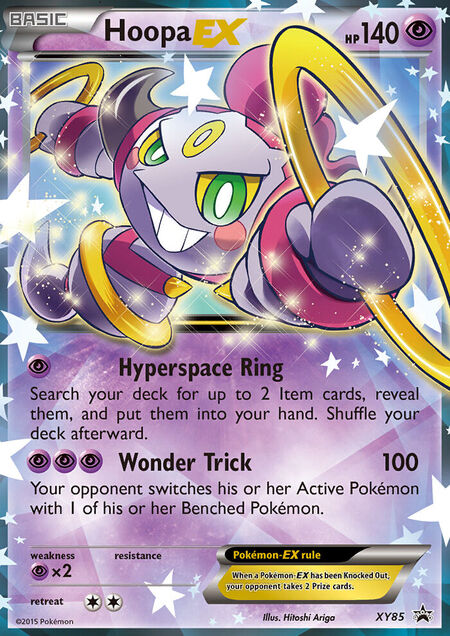 BASIC
Hoopa EX
HP 140
Hyperspace Ring
Search your deck for up to 2 Item cards, reveal
them, and put them into your hand. Shuffle your
deck afterward.
Wonder Trick 100
Your opponent switches his or her Active Pokémon
with 1 of his or her Benched Pokémon.
weakness resistance
×2
Pokémon-EX rule
When a Pokémon-EX has been Knocked Out,
your opponent takes 2 Prize cards.
retreat
©2015 Pokémon Illus. Hitoshi Ariga XY85
PROMO